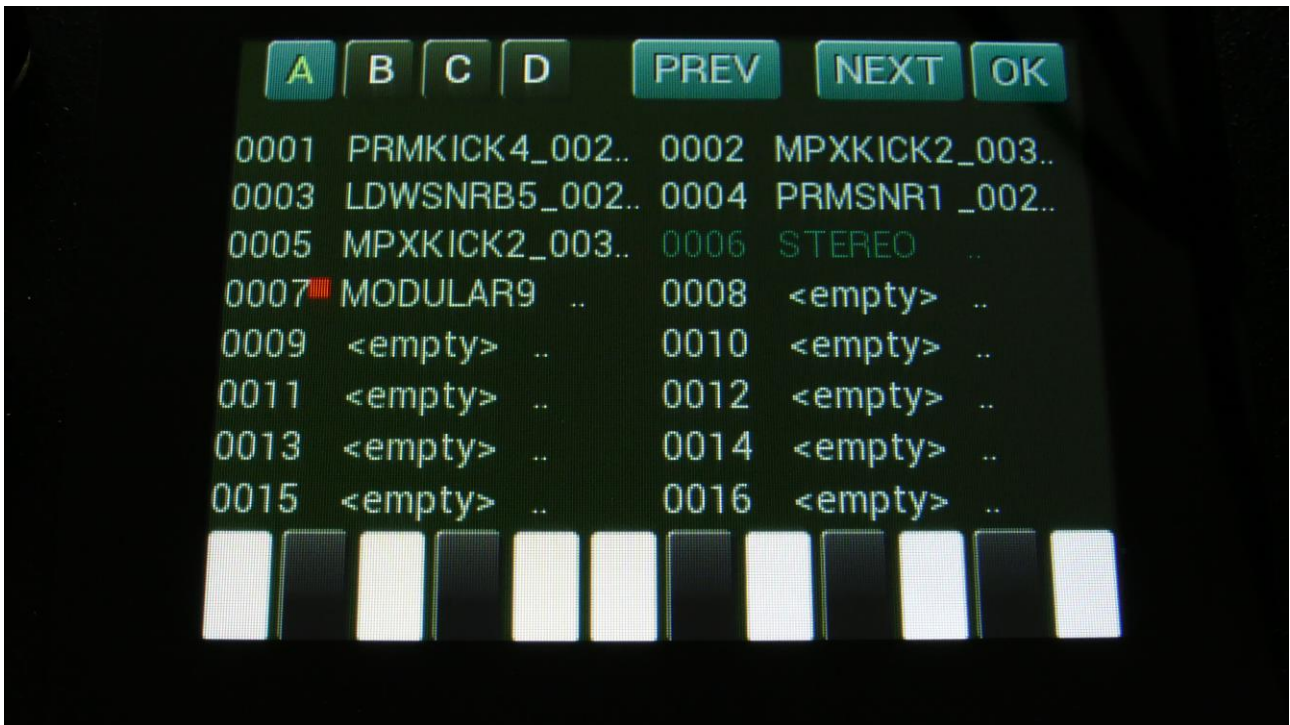 A B C D PREV NEXT OK
0001 PRMKICK4_002.. 0002 MPXKICK2_003..
0003 LDWSNRB5_002.. 0004 PRMSNR1 _002..
0005 MPXKICK2_003.. 0006 STEREO ..
0007 MODULAR9 .. 0008 <empty> ..
0009 <empty> .. 0010 <empty> ..
0011 <empty> .. 0012 <empty> ..
0013 <empty> .. 0014 <empty> ..
0015 <empty> .. 0016 <empty> ..